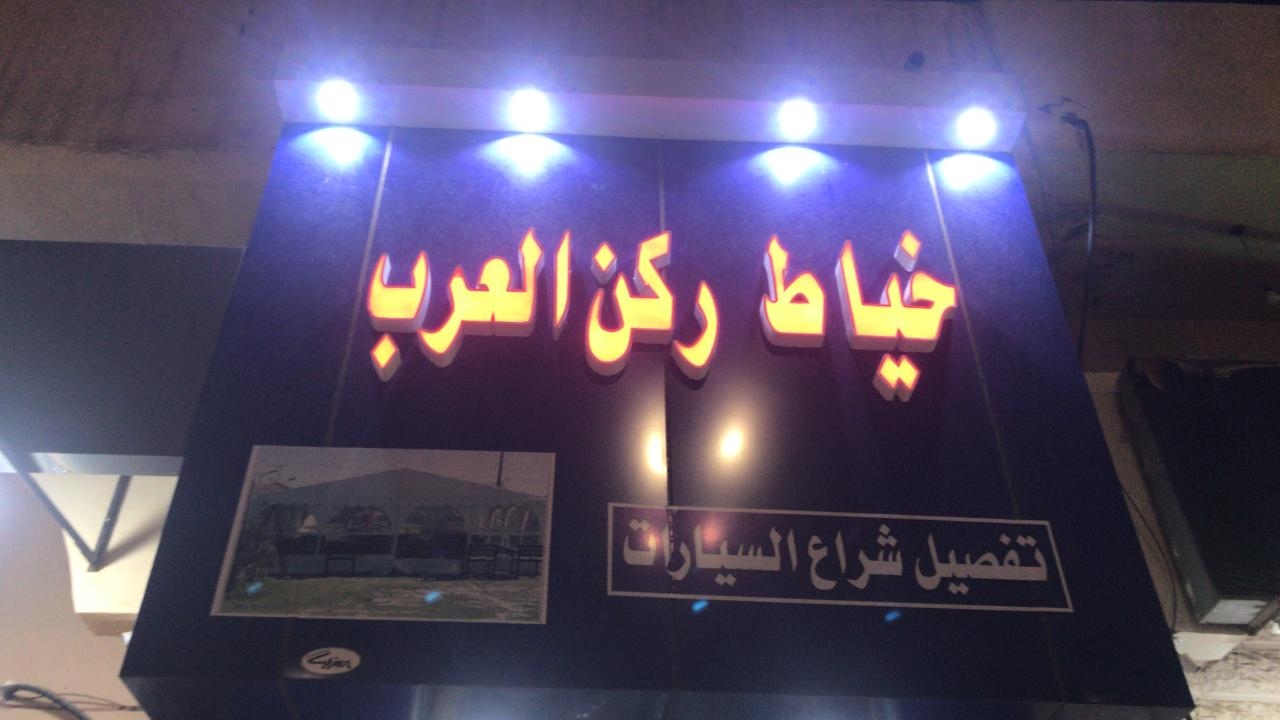 خياط ركن العرب
تفصيل شراع السيارات